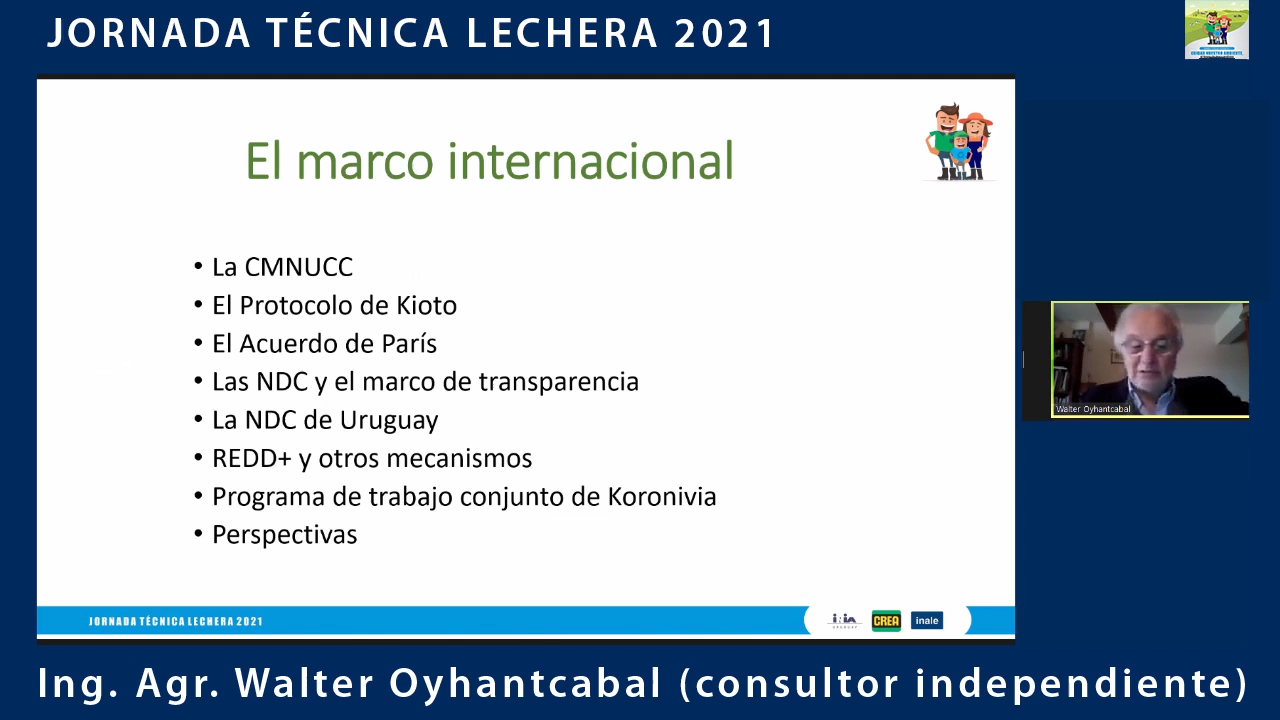 JORNADA TÉCNICA LECHERA 2021
El marco internacional
• La CMNUCC
• El Protocolo de Kioto
• El Acuerdo de París
• Las NDC y el marco de transparencia
• La NDC de Uruguay
• REDD+ y otros mecanismos
• Programa de trabajo conjunto de Koronivia
• Perspectivas
Walter Oyhantcabal
JORNADA TÉCNICA LECHERA 2021
inia
URUGUAY
CREA
inale
Ing. Agr. Walter Oyhantcabal (consultor independiente)